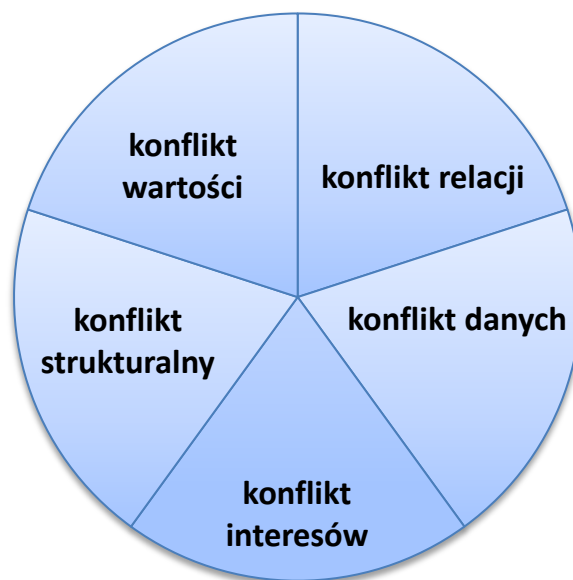 konflikt
wartości
konflikt relacji
konflikt
strukturalny
konflikt danych
konflikt
interesów